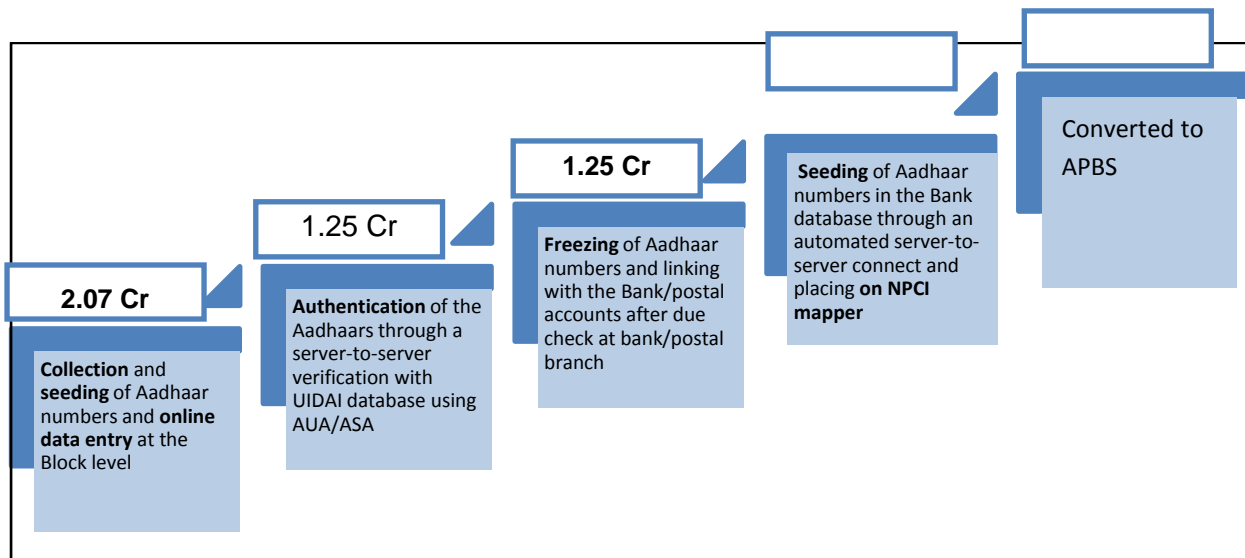 2.07 Cr
Collection and
seeding of Aadhaar
numbers and online
data entry at the
Block level
1.25 Cr
Authentication of the
Aadhaars through a
server-to-server
verification with
UIDAI database using
AUA/ASA
1.25 Cr
Freezing of Aadhaar
numbers and linking
with the Bank/postal
accounts after due
check at bank/postal
branch
Seeding of Aadhaar
numbers in the Bank
database through an
automated server-to-
server connect and
placing on NPCI
mapper
Converted to
APBS